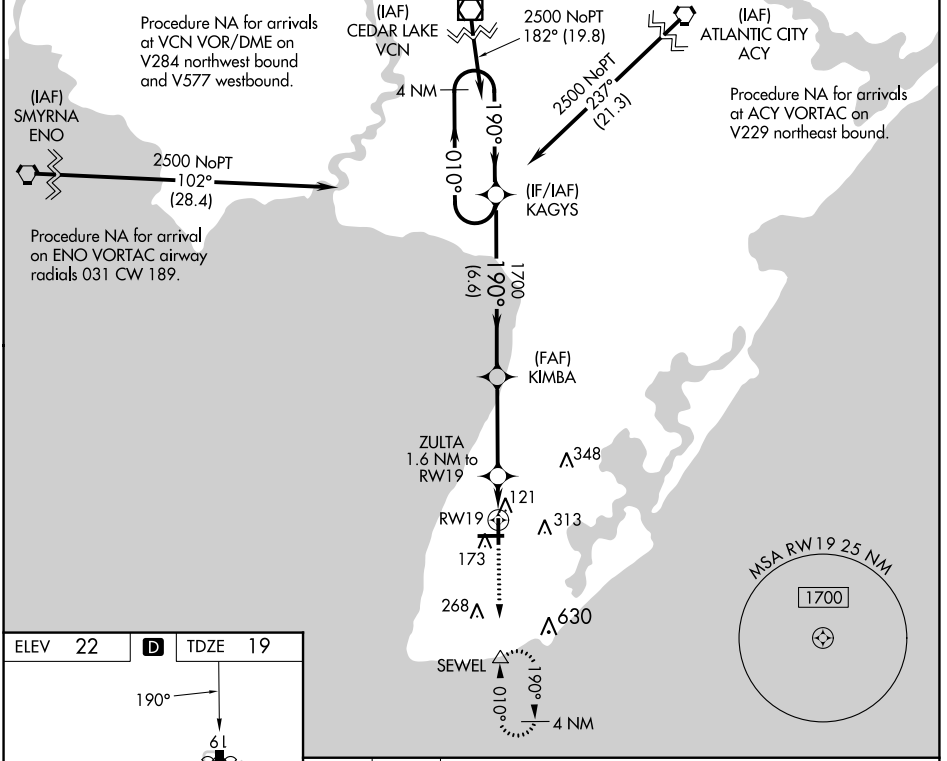 Procedure NA for arrivals
at VCN VOR/DME on
V284 northwest bound
and V577 westbound.
(IAF)
CEDAR LAKE
VCN
2500 NoPT
182° (19.8)
(IAF)
ATLANTIC CITY
ACY
2500 NoPT
237°
(21.3)
Procedure NA for arrivals
at ACY VORTAC on
V229 northeast bound.
(IAF)
SMYRNA
ENO
2500 NoPT
102°
(28.4)
Procedure NA for arrival
on ENO VORTAC airway
radials 031 CW 189.
4 NM
190°
010°
(IF/IAF)
KAGYS
1700
190°
(6.6)
(FAF)
KIMBA
ZULTA
1.6 NM to
RW19
348
121
RW19
313
173
268
630
MSA RW19 25 NM
1700
SEWEL
010°
190°
4 NM
ELEV 22
D
TDZE 19
190°
19